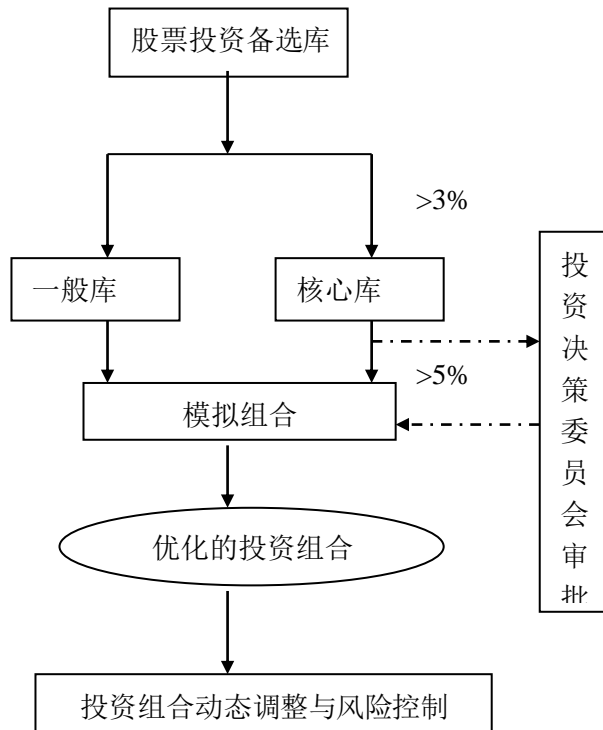 股票投资备选库
>3%
一般库
核心库
投资决策委员会审批
>5%
模拟组合
优化的投资组合
投资组合动态调整与风险控制